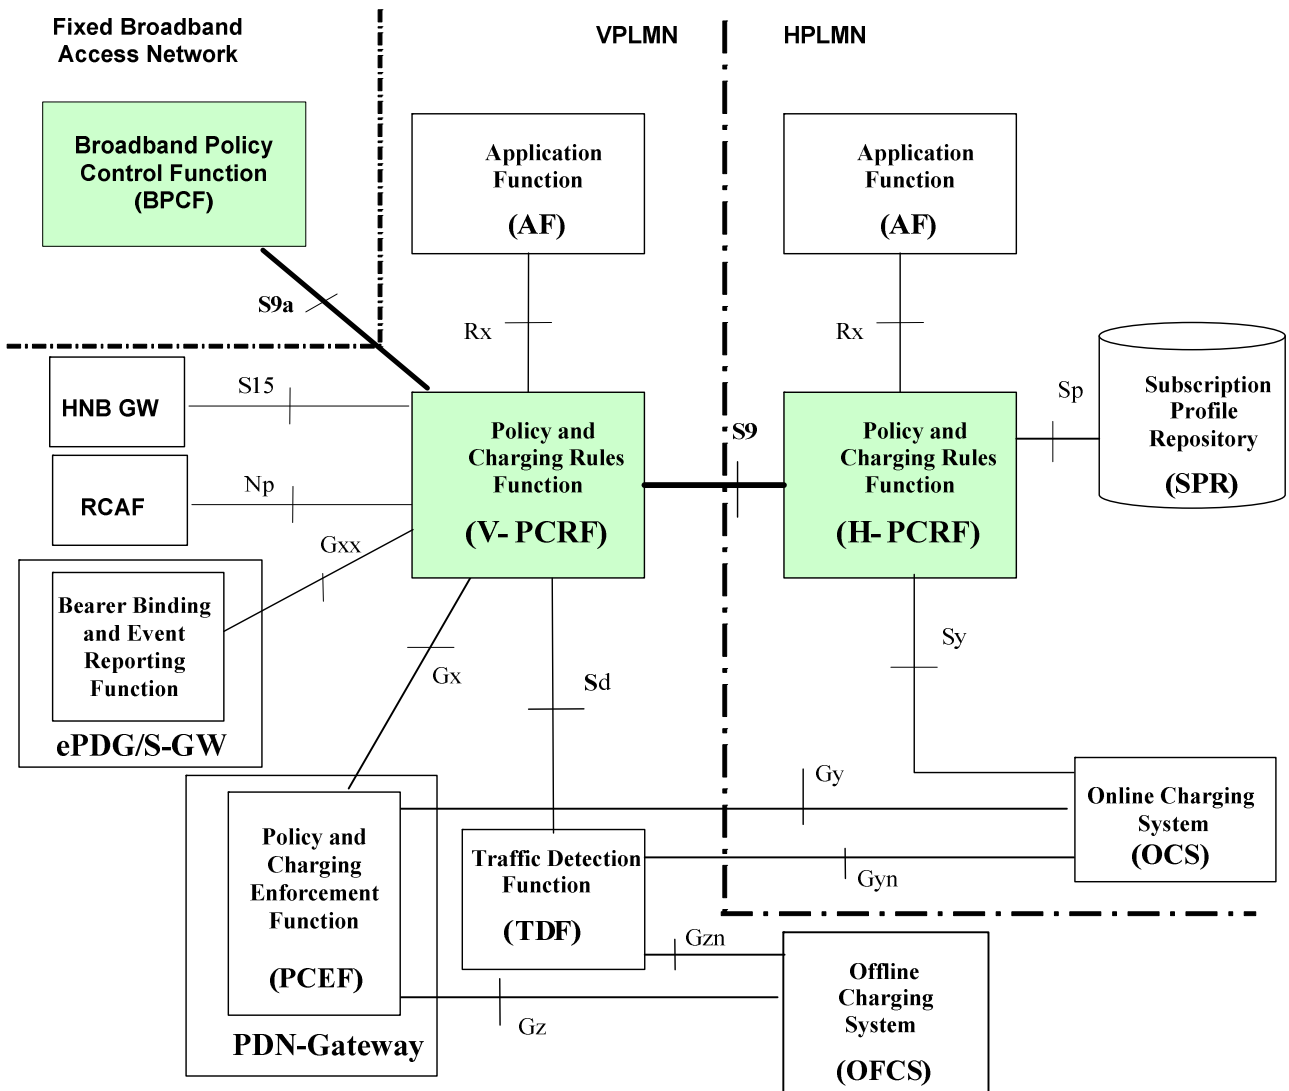 Fixed Broadband
Access Network
VPLMN
HPLMN
Broadband Policy
Control Function
(BPCF)
Application
Function
(AF)
Application
Function
(AF)
S9a
Rx
Rx
HNB GW
S15
Policy and
Charging Rules
Function
(V- PCRF)
S9
Policy and
Charging Rules
Function
(H- PCRF)
Sp
Subscription
Profile
Repository
(SPR)
RCAF
Np
Gxx
Bearer Binding
and Event
Reporting
Function
ePDG/S-GW
Gx
Sd
Sy
Policy and
Charging
Enforcement
Function
(PCEF)
PDN-Gateway
Traffic Detection
Function
(TDF)
Gy
Gyn
Online Charging
System
(OCS)
Gzn
Gz
Offline
Charging
System
(OFCS)